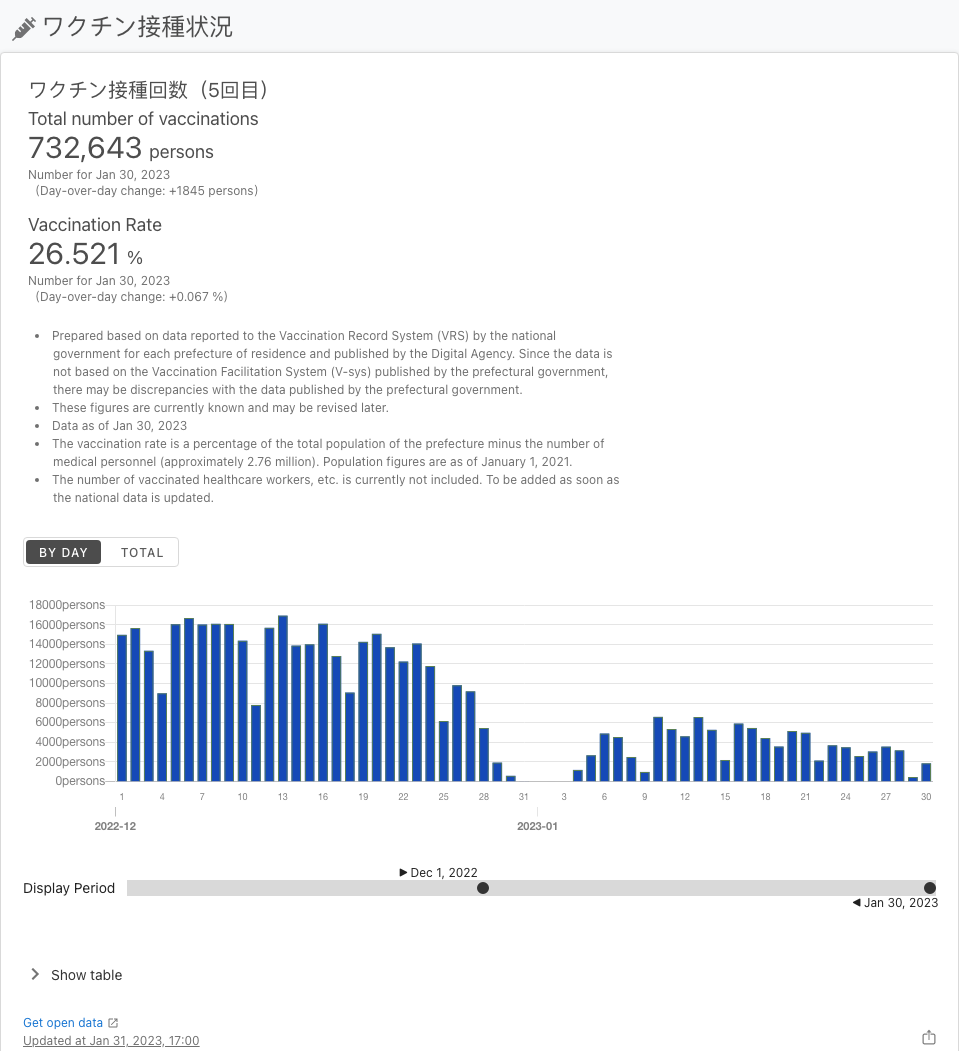 ワクチン接種状況
ワクチン接種回数（5回目）
Total number of vaccinations
732,643 persons
Number for Jan 30, 2023
（Day-over-day change: +1845 persons）
Vaccination Rate
26.521 %
Number for Jan 30, 2023
（Day-over-day change: +0.067 %）
• Prepared based on data reported to the Vaccination Record System (VRS) by the national
government for each prefecture of residence and published by the Digital Agency. Since the data is
not based on the Vaccination Facilitation System (V-sys) published by the prefectural government,
there may be discrepancies with the data published by the prefectural government.
• These figures are currently known and may be revised later.
• Data as of Jan 30, 2023
• The vaccination rate is a percentage of the total population of the prefecture minus the number of
medical personnel (approximately 2.76 million). Population figures are as of January 1, 2021.
• The number of vaccinated healthcare workers, etc. is currently not included. To be added as soon as
the national data is updated.
BY DAY TOTAL
18000persons
16000persons
14000persons
12000persons
10000persons
8000persons
6000persons
4000persons
2000persons
0persons
1 4 7 10 13 16 19 22 25 28 31 3 6 9 12 15 18 21 24 27 30
2022-12 2023-01
▶ Dec 1, 2022
Display Period
◀ Jan 30, 2023
Show table
Get open data
Updated at Jan 31, 2023, 17:00